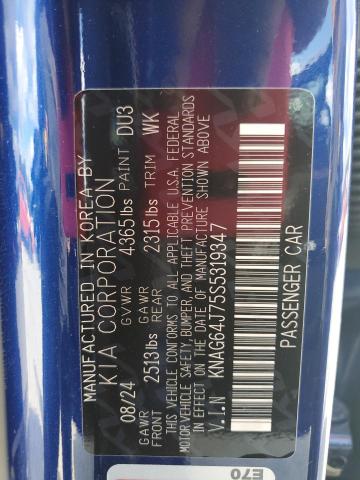 MANUFACTURED IN KOREA BY
KIA CORPORATION
08/24 GVWR 4365lbs PAINT DU3
GAWR FRONT 2513lbs GAWR REAR 2315lbs TRIM WK
THIS VEHICLE CONFORMS TO ALL APPLICABLE U.S.A. FEDERAL
MOTOR VEHICLE SAFETY, BUMPER, AND THEFT PREVENTION STANDARDS
IN EFFECT ON THE DATE OF MANUFACTURE SHOWN ABOVE
V.I.N KNAG64J75S5319347
PASSENGER CAR
E70